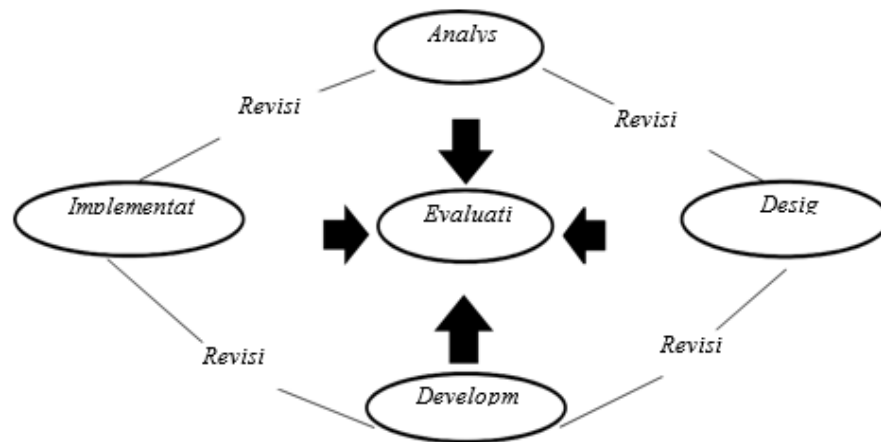 Analys
Revisi
Revisi
Implementat
Evaluati
Desig
Revisi
Revisi
Developm